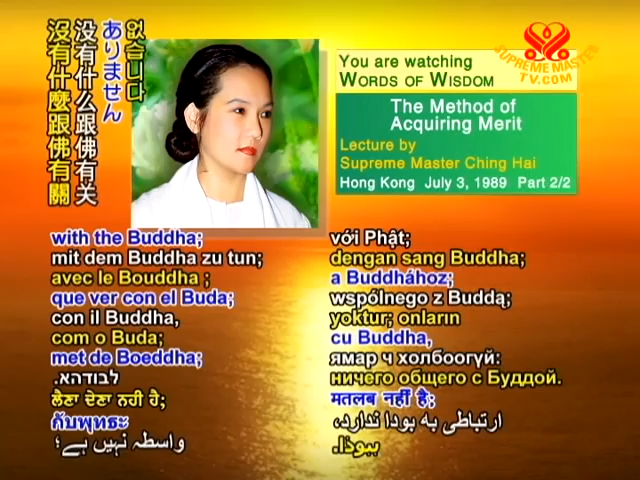 없습니다
ありません
没有什么跟佛有关
沒有什麼跟佛有關
SUPREME MASTER
TV.COM
You are watching
WORDS OF WISDOM
The Method of
Acquiring Merit
Lecture by
Supreme Master Ching Hai
Hong Kong July 3, 1989 Part 2/2
with the Buddha;
mit dem Buddha zu tun;
avec le Bouddha ;
que ver con el Buda;
con il Buddha,
com o Buda;
met de Boeddha;
לבודהא.
ਲੈਣਾ ਦੇਣਾ ਨਹੀ ਹੈ;
กับพุทธะ
واسطہ نہیں ہے؛
với Phật;
dengan sang Buddha;
a Buddhához;
wspólnego z Buddą;
yoktur; onların
cu Buddha,
ямар ч холбоогүй:
ничего общего с Буддой.
मतलब नहीं है;
ارتباطی به بودا ندارد،
ببوذا.